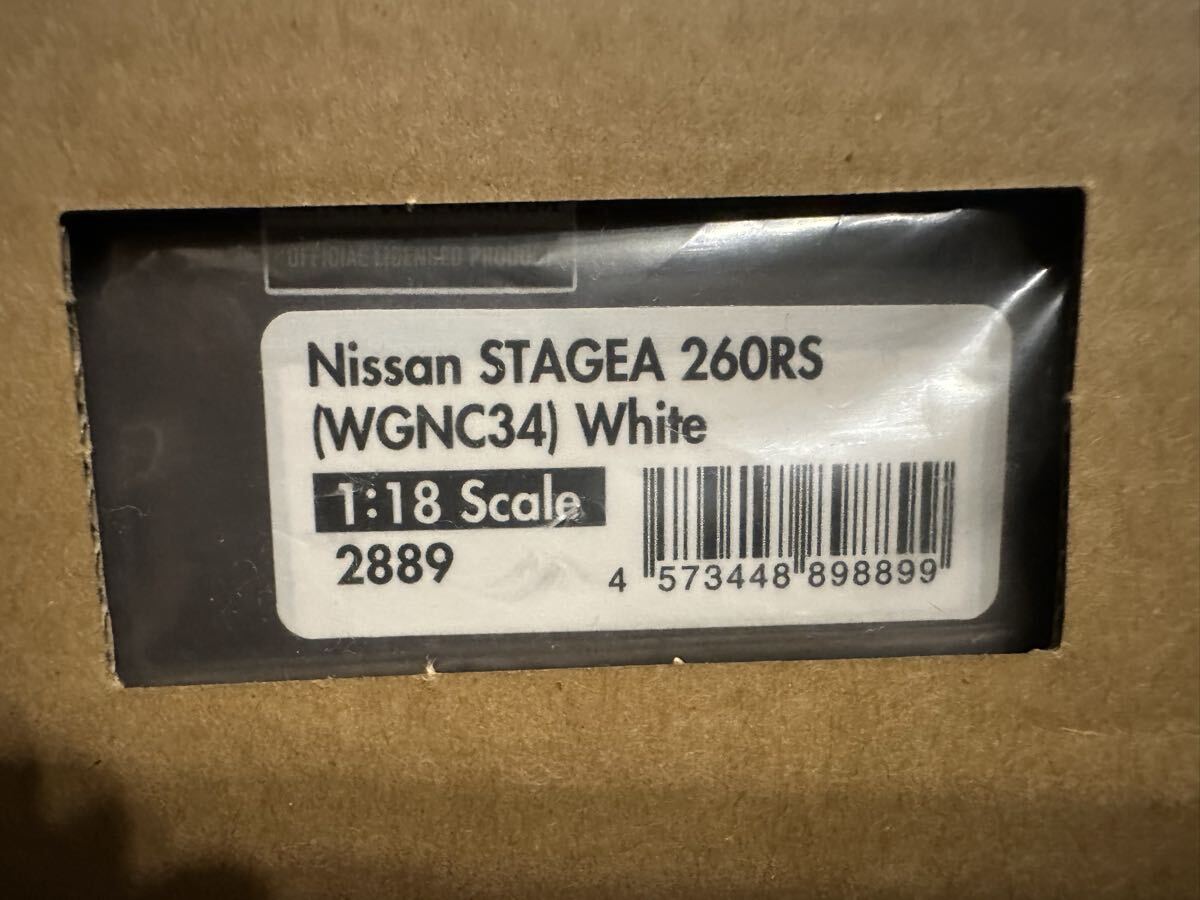 OFFICIAL LICENSED PRODUCT
Nissan STAGEA 260RS
(WGNC34) White
1:18 Scale
2889
4 573448 898899